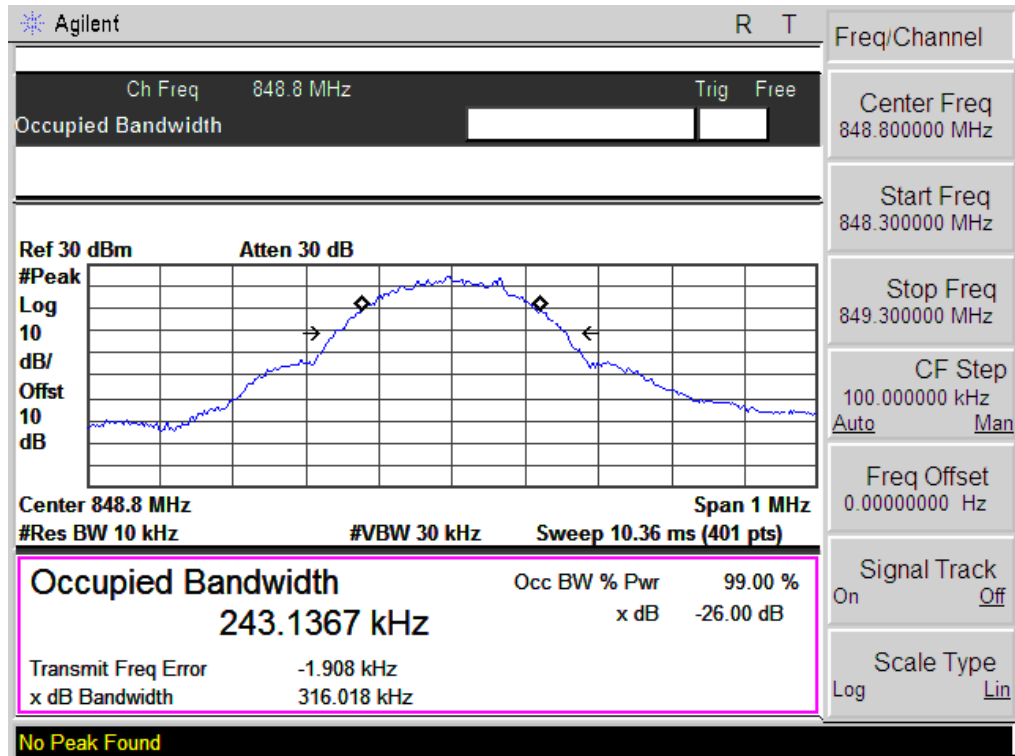 Agilent R T
Ch Freq 848.8 MHz Trig Free
Occupied Bandwidth
Ref 30 dBm Atten 30 dB
#Peak
Log
10
dB/
Offst
10
dB
Center 848.8 MHz Span 1 MHz
#Res BW 10 kHz #VBW 30 kHz Sweep 10.36 ms (401 pts)
Occupied Bandwidth Occ BW % Pwr 99.00 %
243.1367 kHz x dB -26.00 dB
Transmit Freq Error -1.908 kHz
x dB Bandwidth 316.018 kHz
No Peak Found
Freq/Channel
Center Freq
848.800000 MHz
Start Freq
848.300000 MHz
Stop Freq
849.300000 MHz
CF Step
100.000000 kHz
Auto Man
Freq Offset
0.00000000 Hz
Signal Track
On Off
Scale Type
Log Lin